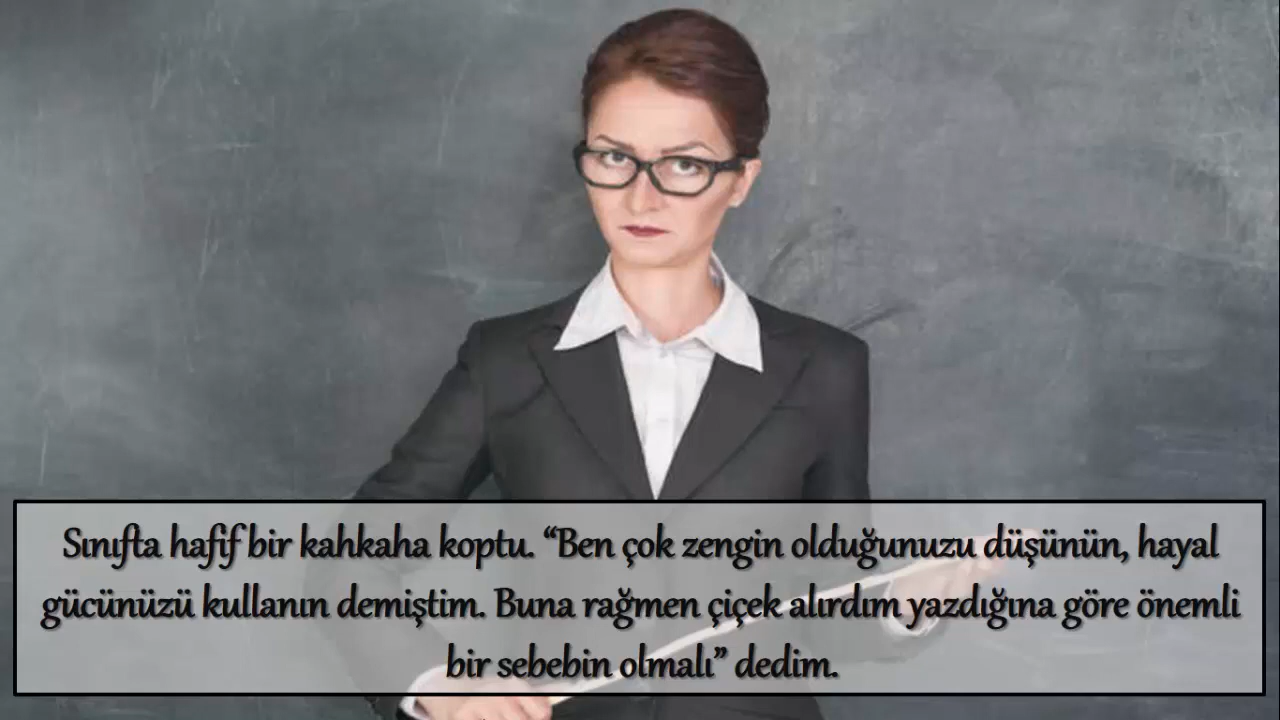 Sınıfta hafif bir kahkaha koptu. “Ben çok zengin olduğunuzu düşünün, hayal
gücünüzü kullanın demiştim. Buna rağmen çiçek alırdım yazdığına göre önemli
bir sebebin olmalı” dedim.